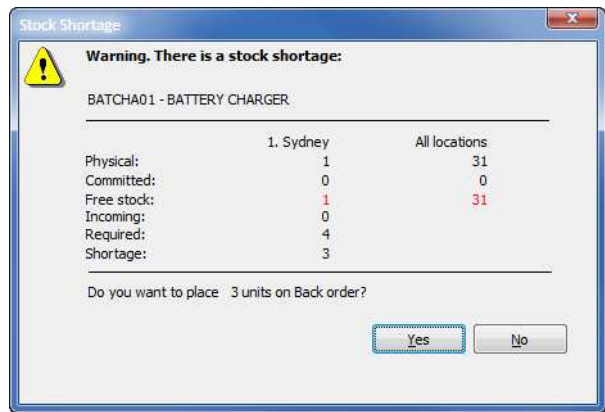 Stock Shortage
Warning. There is a stock shortage:
BATCHA01 - BATTERY CHARGER
1. Sydney All locations
Physical: 1 31
Committed: 0 0
Free stock: 1 31
Incoming: 0
Required: 4
Shortage: 3
Do you want to place 3 units on Back order?
Yes No